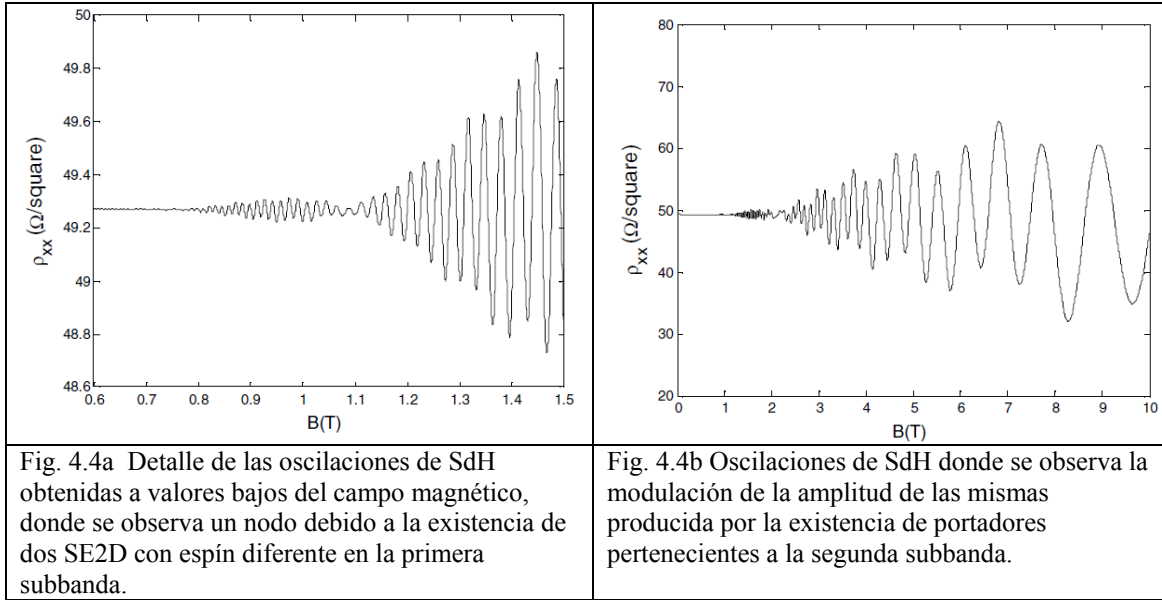 50
49.8
49.6
49.4
49.2
49
48.8
48.6
ρxx (Ω/square)
0.6 0.7 0.8 0.9 1 1.1 1.2 1.3 1.4 1.5
B(T)
80
70
60
50
40
30
20
ρxx (Ω/square)
0 1 2 3 4 5 6 7 8 9 10
B(T)
Fig. 4.4a Detalle de las oscilaciones de SdH
obtenidas a valores bajos del campo magnético,
donde se observa un nodo debido a la existencia de
dos SE2D con espín diferente en la primera
subbanda.
Fig. 4.4b Oscilaciones de SdH donde se observa la
modulación de la amplitud de las mismas
producida por la existencia de portadores
pertenecientes a la segunda subbanda.